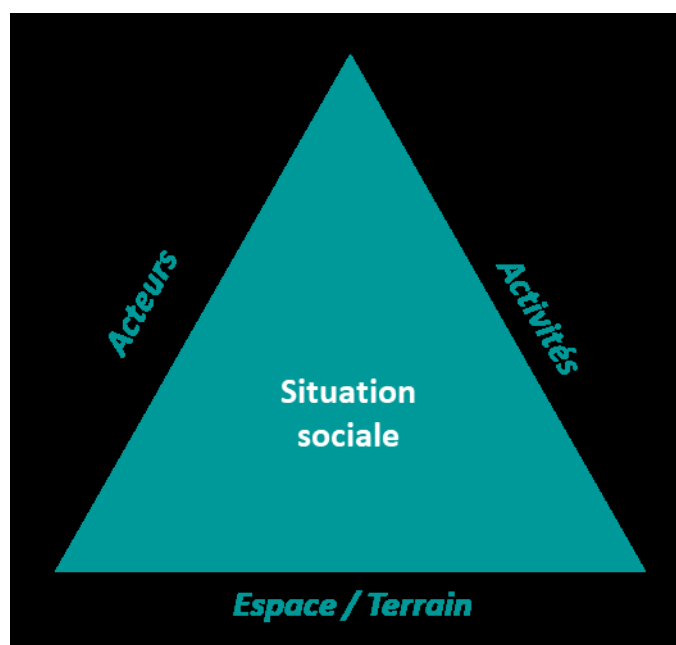 Acteurs
Activités
Situation
sociale
Espace / Terrain